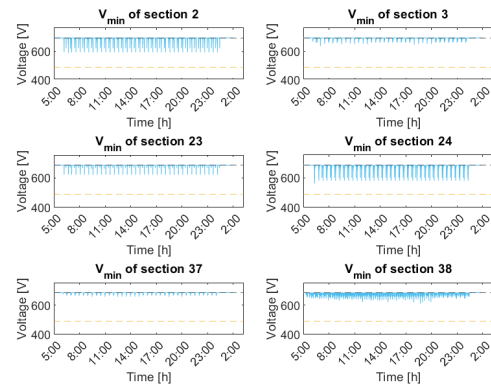 V_min of section 2
Voltage [V]
600
400
5:00 8:00 11:00 14:00 17:00 20:00 23:00 2:00
Time [h]
V_min of section 3
Voltage [V]
600
400
5:00 8:00 11:00 14:00 17:00 20:00 23:00 2:00
Time [h]
V_min of section 23
Voltage [V]
600
400
5:00 8:00 11:00 14:00 17:00 20:00 23:00 2:00
Time [h]
V_min of section 24
Voltage [V]
600
400
5:00 8:00 11:00 14:00 17:00 20:00 23:00 2:00
Time [h]
V_min of section 37
Voltage [V]
600
400
5:00 8:00 11:00 14:00 17:00 20:00 23:00 2:00
Time [h]
V_min of section 38
Voltage [V]
600
400
5:00 8:00 11:00 14:00 17:00 20:00 23:00 2:00
Time [h]